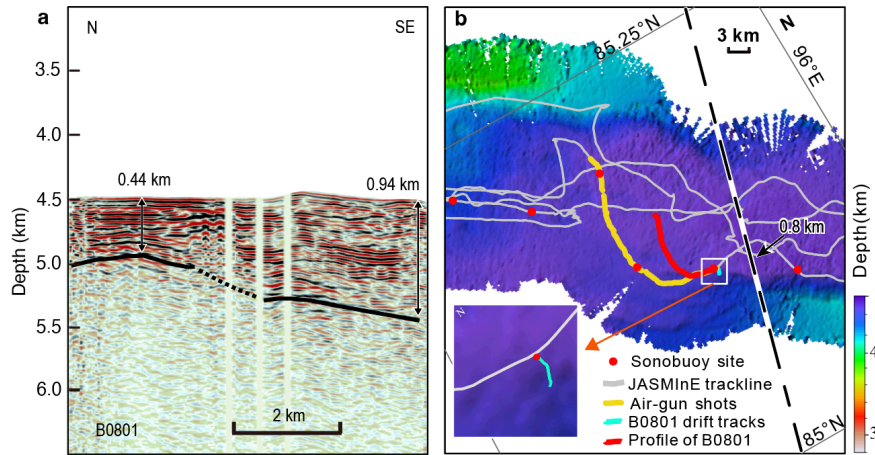 a
N
SE
3.5
4.0
4.5
5.0
5.5
6.0
Depth (km)
0.44 km
0.94 km
2 km
B0801
b
85.25°N
3 km
N
96°E
0.8 km
Depth(km)
4
3
N
Sonobuoy site
JASMInE trackline
Air-gun shots
B0801 drift tracks
Profile of B0801
85°N